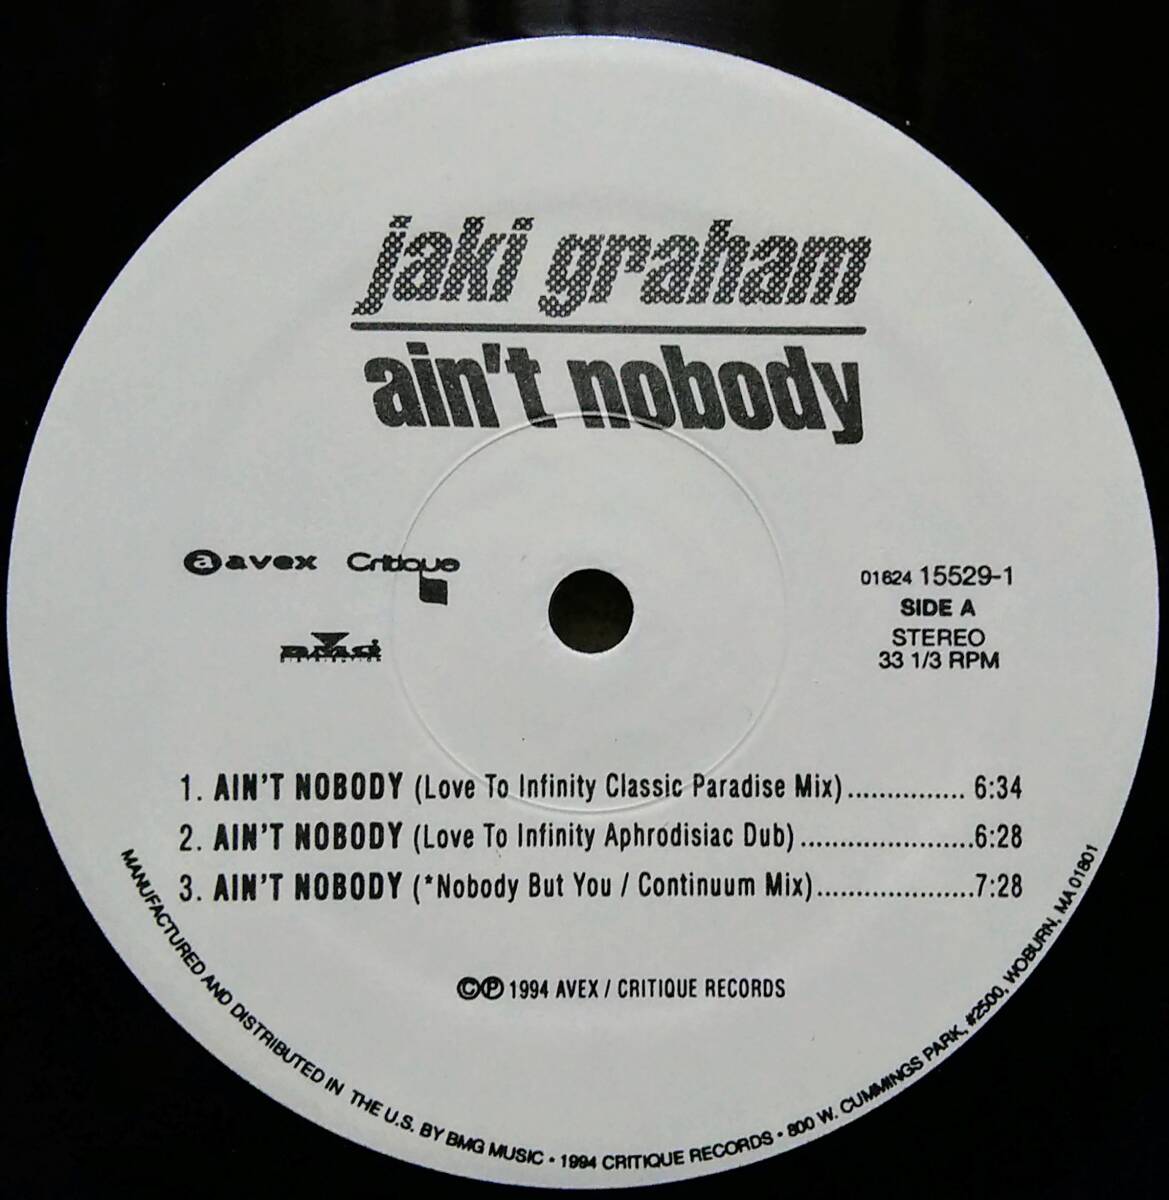 jaki graham
ain't nobody
a avex Critique
BMG
DISTRIBUTION
01624 15529-1
SIDE A
STEREO
33 1/3 RPM
1. AIN'T NOBODY (Love To Infinity Classic Paradise Mix)............... 6:34
2. AIN'T NOBODY (Love To Infinity Aphrodisiac Dub)......................6:28
3. AIN'T NOBODY (*Nobody But You / Continuum Mix)....................7:28
©℗ 1994 AVEX / CRITIQUE RECORDS
MANUFACTURED AND DISTRIBUTED IN THE U.S. BY BMG MUSIC • 1994 CRITIQUE RECORDS • 800 W. CUMMINGS PARK, #2500, WOBURN, MA 01801